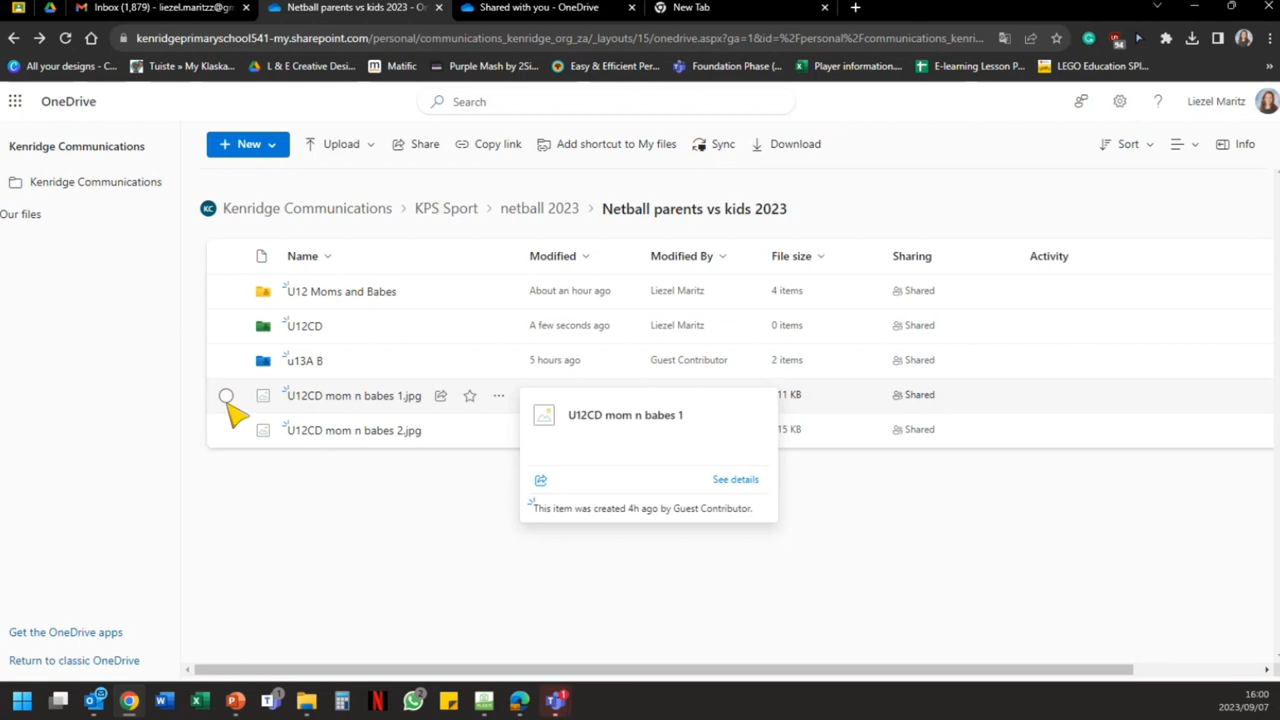 Inbox (1,879) - liezel.maritzz@gm
Netball parents vs kids 2023 - O
Shared with you - OneDrive
New Tab
kenridgeprimaryschool541-my.sharepoint.com/personal/communications_kenridge_org_za/_layouts/15/onedrive.aspx?ga=1&id=%2Fpersonal%2Fcommunications_kenri...
94
All your designs - C...
Tuiste » My Klaska...
L & E Creative Desi...
Matific
Purple Mash by 2Si...
Easy & Efficient Per...
Foundation Phase (...
Player information....
E-learning Lesson P...
LEGO Education SPI...
»
OneDrive
Search
Liezel Maritz
Kenridge Communications
Kenridge Communications
Our files
+ New
Upload
Share
Copy link
Add shortcut to My files
Sync
Download
Sort
Info
KC Kenridge Communications > KPS Sport > netball 2023 > Netball parents vs kids 2023
Name Modified Modified By File size Sharing Activity
U12 Moms and Babes About an hour ago Liezel Maritz 4 items Shared
U12CD A few seconds ago Liezel Maritz 0 items Shared
u13A B 5 hours ago Guest Contributor 2 items Shared
U12CD mom n babes 1.jpg ... 11 KB Shared
U12CD mom n babes 2.jpg 15 KB Shared
U12CD mom n babes 1
See details
This item was created 4h ago by Guest Contributor.
Get the OneDrive apps
Return to classic OneDrive
16:00
2023/09/07